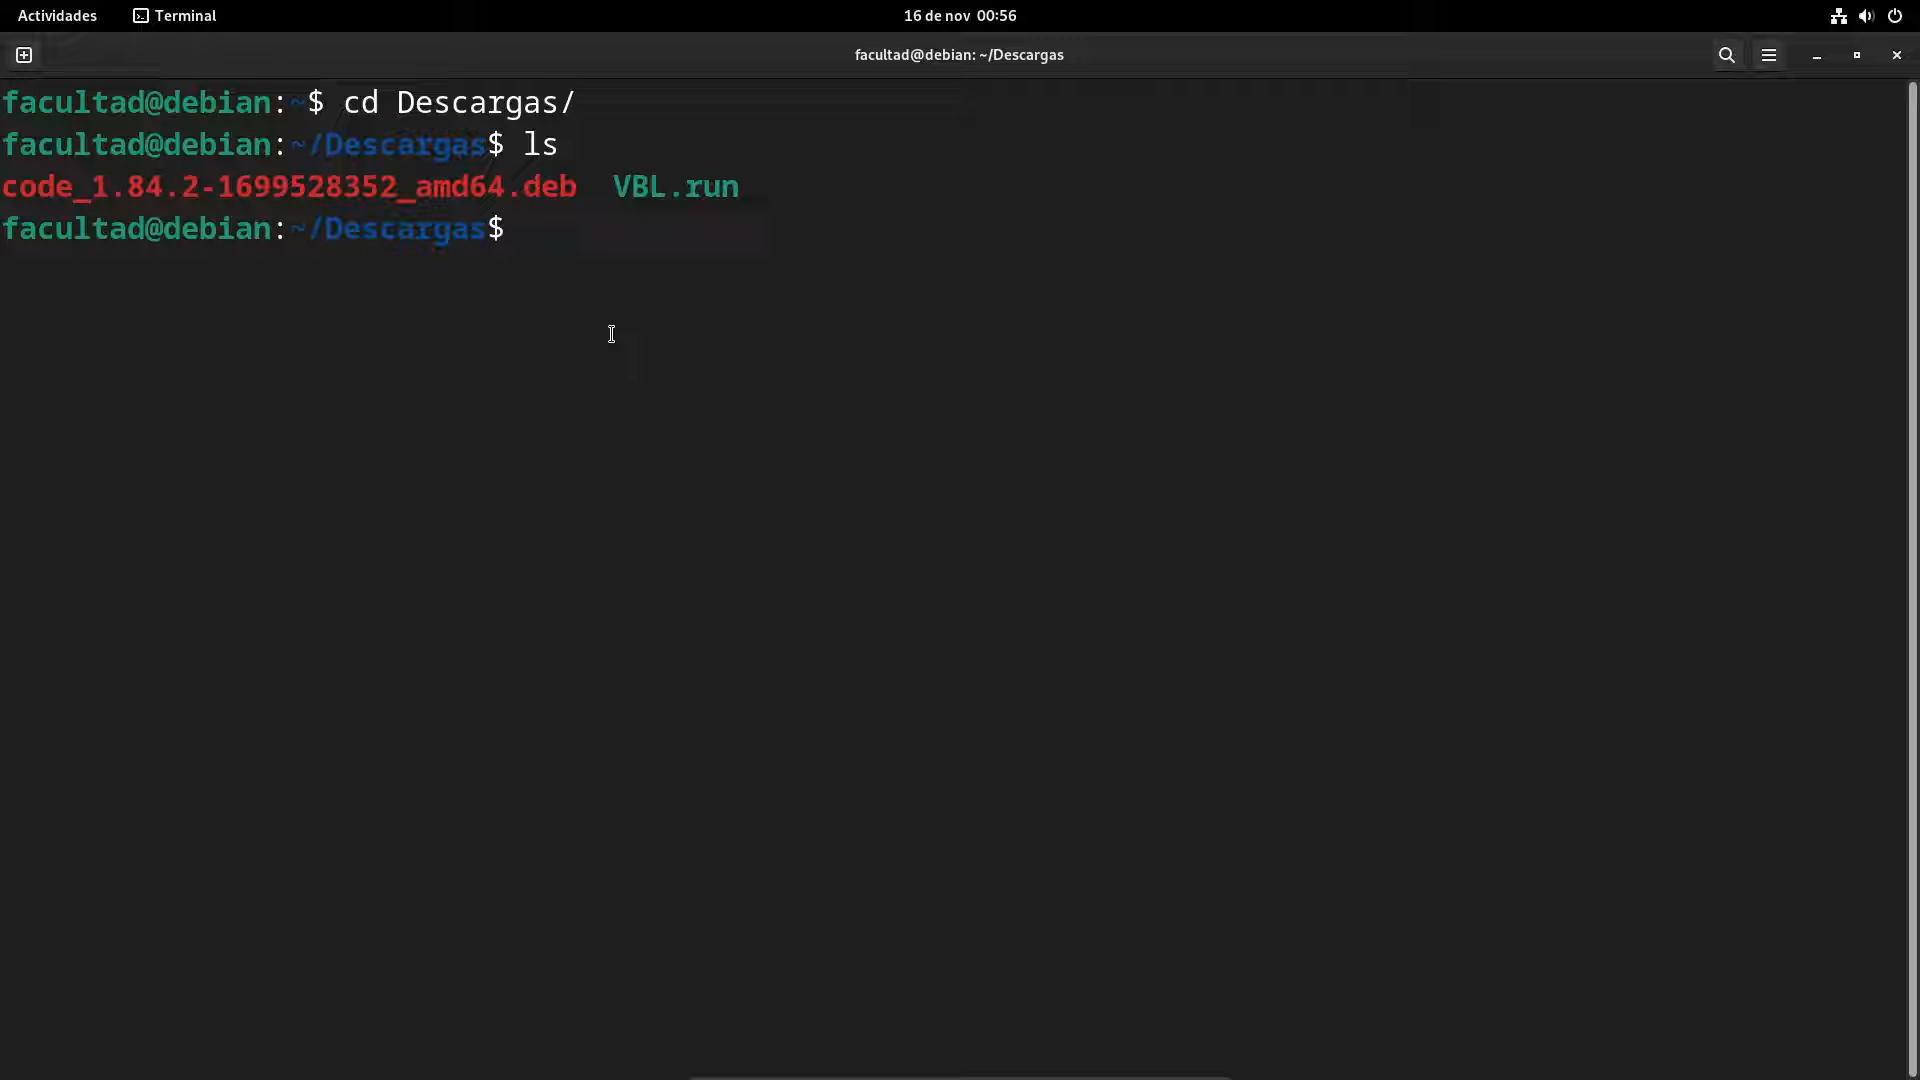 Actividades Terminal 16 de nov 00:56
facultad@debian: ~/Descargas
facultad@debian:~$ cd Descargas/
facultad@debian:~/Descargas$ ls
code_1.84.2-1699528352_amd64.deb VBL.run
facultad@debian:~/Descargas$